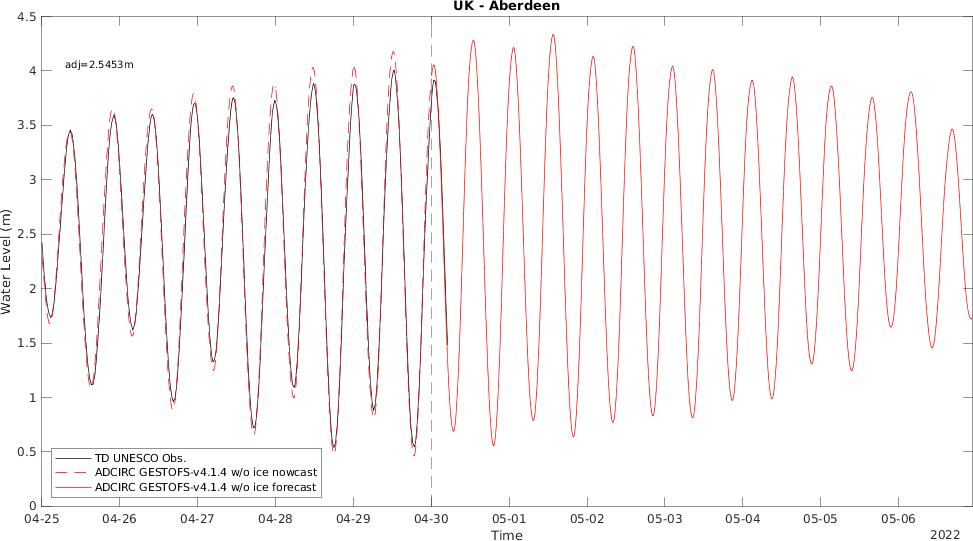 UK - Aberdeen
4.5
4
3.5
3
2.5
2
1.5
1
0.5
0
Water Level (m)
adj=2.5453m
TD UNESCO Obs.
ADCIRC GESTOFS-v4.1.4 w/o ice nowcast
ADCIRC GESTOFS-v4.1.4 w/o ice forecast
04-25 04-26 04-27 04-28 04-29 04-30 05-01 05-02 05-03 05-04 05-05 05-06
Time
2022